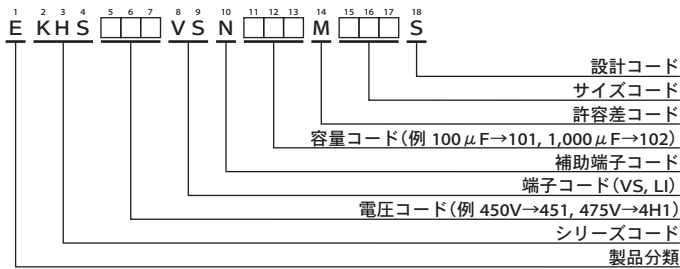 1 2 3 4 5 6 7 8 9 10 11 12 13 14 15 16 17 18
E KHS □□□ VS N □□□ M □□□ S
設計コード
サイズコード
許容差コード
容量コード(例 100μF→101, 1,000μF→102)
補助端子コード
端子コード(VS, LI)
電圧コード(例 450V→451, 475V→4H1)
シリーズコード
製品分類